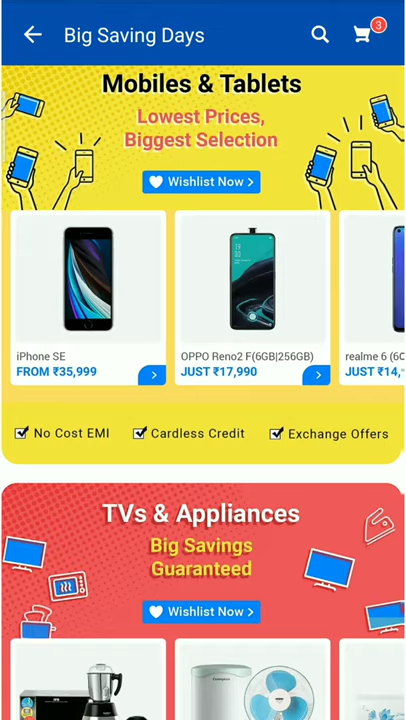 Big Saving Days
3
Mobiles & Tablets
Lowest Prices,
Biggest Selection
Wishlist Now
iPhone SE
FROM ₹35,999
OPPO Reno2 F(6GB|256GB)
JUST ₹17,990
realme 6 (6
JUST ₹14,
No Cost EMI
Cardless Credit
Exchange Offers
TVs & Appliances
Big Savings
Guaranteed
Wishlist Now
Crompton